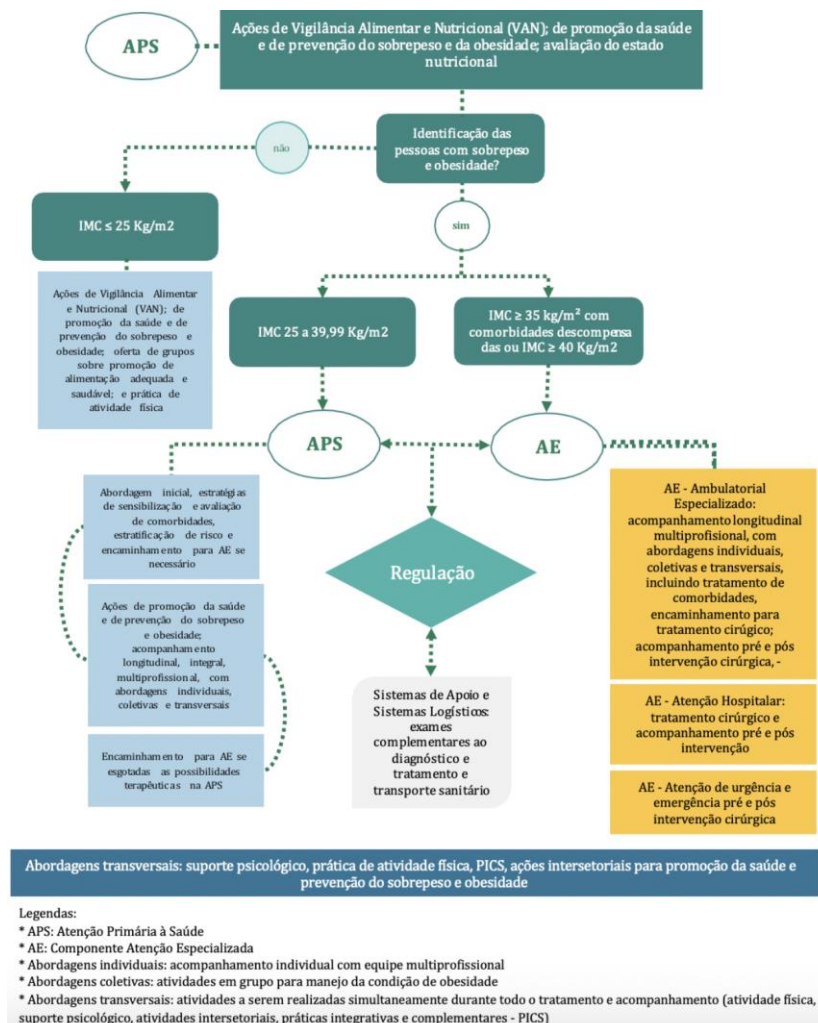 APS
Ações de Vigilância Alimentar e Nutricional (VAN); de promoção da saúde
e de prevenção do sobrepeso e da obesidade; avaliação do estado
nutricional
Identificação das
pessoas com sobrepeso
e obesidade?
não
sim
IMC ≤ 25 Kg/m2
Ações de Vigilância Alimentar
e Nutricional (VAN); de
promoção da saúde e de
prevenção do sobrepeso e
obesidade; oferta de grupos
sobre promoção de
alimentação adequada e
saudável; e prática de
atividade física
IMC 25 a 39,99 Kg/m2
IMC ≥ 35 kg/m² com
comorbidades descompensa
das ou IMC ≥ 40 Kg/m2
APS
AE
Abordagem inicial, estratégias
de sensibilização e avaliação
de comorbidades,
estratificação de risco e
encaminhamento para AE se
necessário
Ações de promoção da saúde
e de prevenção do sobrepeso
e obesidade;
acompanhamento
longitudinal, integral,
multiprofissional, com
abordagens individuais,
coletivas e transversais
Encaminhamento para AE se
esgotadas as possibilidades
terapêuticas na APS
Regulação
Sistemas de Apoio e
Sistemas Logísticos:
exames
complementares ao
diagnóstico e
tratamento e
transporte sanitário
AE - Ambulatorial
Especializado:
acompanhamento longitudinal
multiprofisional, com
abordagens individuais,
coletivas e transversais,
incluindo tratamento de
comorbidades,
encaminhamento para
tratamento cirúgico;
acompanhamento pré e pós
intervenção cirúrgica, -
AE - Atenção Hospitalar:
tratamento cirúrgico e
acompanhamento pré e pós
intervenção
AE - Atenção de urgência e
emergência pré e pós
intervenção cirúrgica
Abordagens transversais: suporte psicológico, prática de atividade física, PICS, ações intersetoriais para promoção da saúde e
prevenção do sobrepeso e obesidade
Legendas:
* APS: Atenção Primária à Saúde
* AE: Componente Atenção Especializada
* Abordagens individuais: acompanhamento individual com equipe multiprofissional
* Abordagens coletivas: atividades em grupo para manejo da condição de obesidade
* Abordagens transversais: atividades a serem realizadas simultaneamente durante todo o tratamento e acompanhamento (atividade física,
suporte psicológico, atividades intersetoriais, práticas integrativas e complementares - PICS)